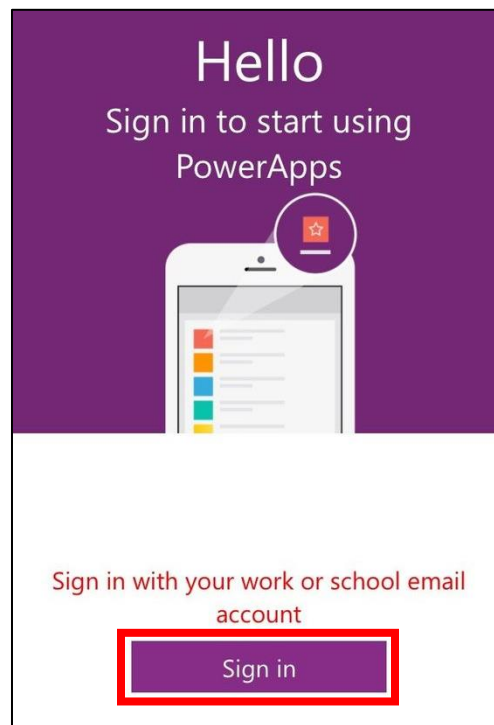 Hello
Sign in to start using
PowerApps
Sign in with your work or school email
account
Sign in